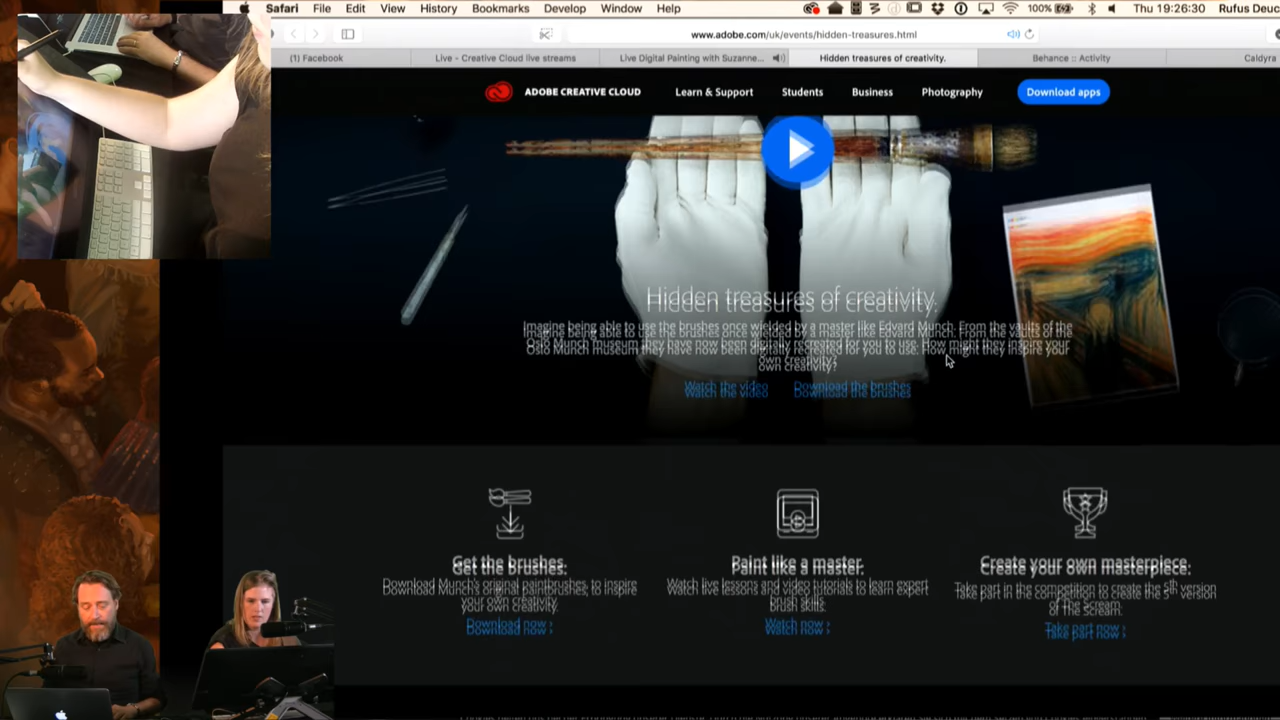 Safari File Edit View History Bookmarks Develop Window Help 100% Thu 19:26:30 Rufus Deuc
www.adobe.com/uk/events/hidden-treasures.html
(1) Facebook Live - Creative Cloud live streams Live Digital Painting with Suzanne... Hidden treasures of creativity. Behance :: Activity Caldyra
ADOBE CREATIVE CLOUD Learn & Support Students Business Photography Download apps
Hidden treasures of creativity.
Imagine being able to use the brushes once wielded by a master like Edvard Munch. From the vaults of the
Oslo Munch museum they have now been digitally recreated for you to use. How might they inspire your
own creativity?
Watch the video Download the brushes
Get the brushes. Paint like a master. Create your own masterpiece.
Download Munch's original paintbrushes, to inspire Watch live lessons and video tutorials to learn expert Take part in the competition to create the 5th version
your own creativity. brush skills. of The Scream.
Download now › Watch now › Take part now ›